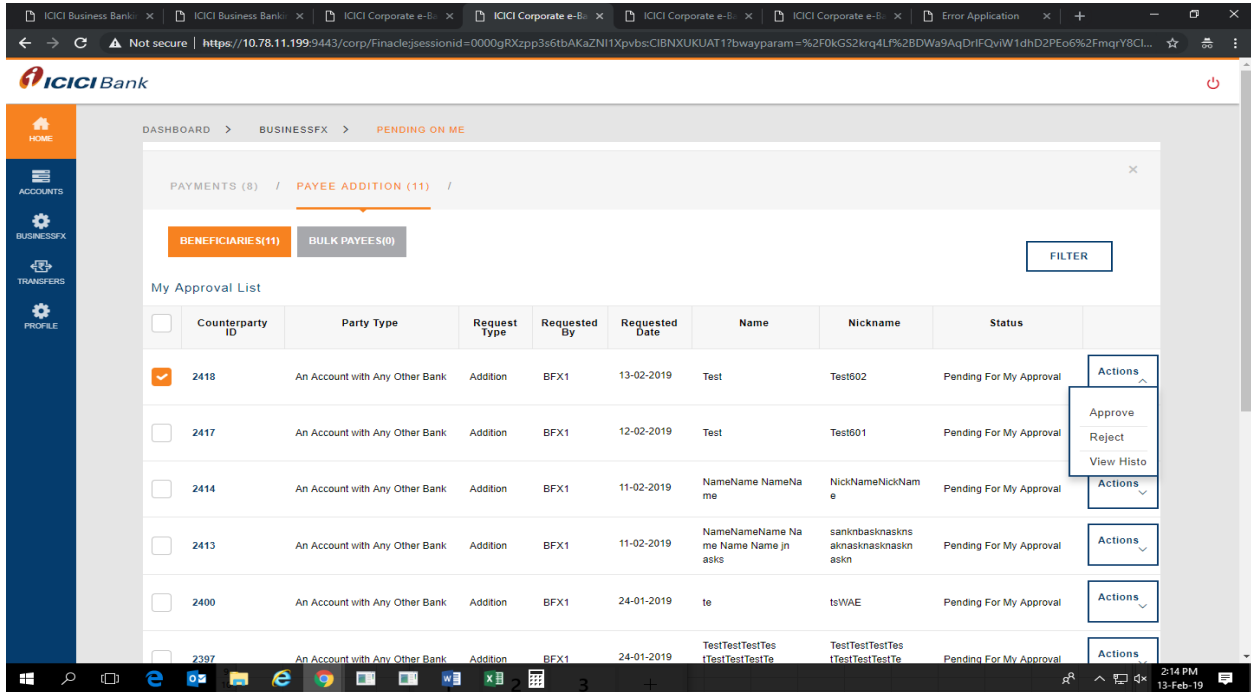 ICICI Business Bankin
ICICI Business Bankin
ICICI Corporate e-Ba
ICICI Corporate e-Ba
ICICI Corporate e-Ba
ICICI Corporate e-Ba
Error Application
Not secure | https://10.78.11.199:9443/corp/Finacle;jsessionid=0000gRXzpp3s6tbAKaZNI1Xpvbs:CIBNXUKUAT1?bwayparam=%2F0kGS2krq4Lf%2BDWa9AqDrIFQviW1dhD2PEo6%2FmqrY8Cl...
ICICI Bank
HOME
ACCOUNTS
BUSINESSFX
TRANSFERS
PROFILE
DASHBOARD > BUSINESSFX > PENDING ON ME
PAYMENTS (8) / PAYEE ADDITION (11) /
BENEFICIARIES(11) BULK PAYEES(0)
FILTER
My Approval List
Counterparty ID Party Type Request Type Requested By Requested Date Name Nickname Status
2418 An Account with Any Other Bank Addition BFX1 13-02-2019 Test Test602 Pending For My Approval Actions
Approve
Reject
View Histo
2417 An Account with Any Other Bank Addition BFX1 12-02-2019 Test Test601 Pending For My Approval
2414 An Account with Any Other Bank Addition BFX1 11-02-2019 NameName NameNa me NickNameNickNam e Pending For My Approval Actions
2413 An Account with Any Other Bank Addition BFX1 11-02-2019 NameNameName Na me Name Name jn asks sanknbasknaskns aknasknasknaskn askn Pending For My Approval Actions
2400 An Account with Any Other Bank Addition BFX1 24-01-2019 te tsWAE Pending For My Approval Actions
2397 An Account with Any Other Bank Addition BFX1 24-01-2019 TestTestTestTes tTestTestTestTe TestTestTestTes tTestTestTestTe Pending For My Approval Actions
2 3
2:14 PM
13-Feb-19